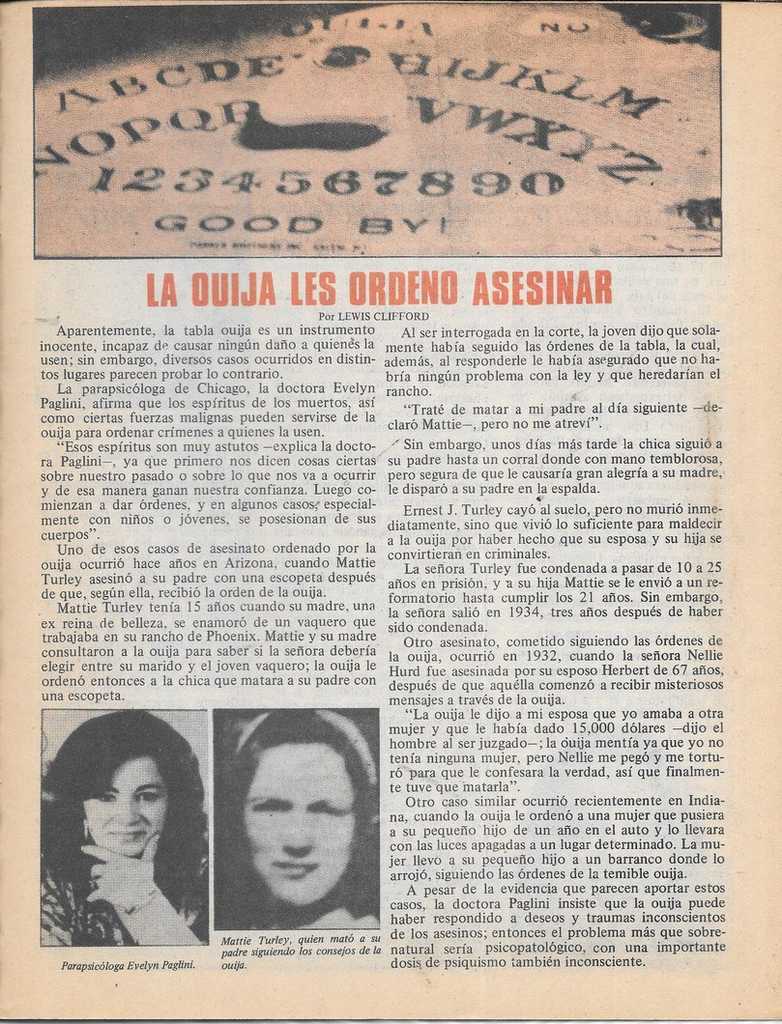 OUIJA
NO
ABCDE HIJKLM
NOPQR VWXYZ
1234567890
GOOD BY
LA OUIJA LES ORDENO ASESINAR
Por LEWIS CLIFFORD
Aparentemente, la tabla ouija es un instrumento
inocente, incapaz de causar ningún daño a quienes la
usen; sin embargo, diversos casos ocurridos en distin-
tos lugares parecen probar lo contrario.
La parapsicóloga de Chicago, la doctora Evelyn
Paglini, afirma que los espíritus de los muertos, así
como ciertas fuerzas malignas pueden servirse de la
ouija para ordenar crímenes a quienes la usen.
"Esos espíritus son muy astutos —explica la docto-
ra Paglini—, ya que primero nos dicen cosas ciertas
sobre nuestro pasado o sobre lo que nos va a ocurrir
y de esa manera ganan nuestra confianza. Luego co-
mienzan a dar órdenes, y en algunos casos, especial-
mente con niños o jóvenes, se posesionan de sus
cuerpos".
Uno de esos casos de asesinato ordenado por la
ouija ocurrió hace años en Arizona, cuando Mattie
Turley asesinó a su padre con una escopeta después
de que, según ella, recibió la orden de la ouija.
Mattie Turley tenía 15 años cuando su madre, una
ex reina de belleza, se enamoró de un vaquero que
trabajaba en su rancho de Phoenix. Mattie y su madre
consultaron a la ouija para saber si la señora debería
elegir entre su marido y el joven vaquero; la ouija le
ordenó entonces a la chica que matara a su padre con
una escopeta.
Parapsicóloga Evelyn Paglini.
Mattie Turley, quien mató a su
padre siguiendo los consejos de la
ouija.
Al ser interrogada en la corte, la joven dijo que sola-
mente había seguido las órdenes de la tabla, la cual,
además, al responderle le había asegurado que no ha-
bría ningún problema con la ley y que heredarían el
rancho.
"Traté de matar a mi padre al día siguiente —de-
claró Mattie—, pero no me atreví".
Sin embargo, unos días más tarde la chica siguió a
su padre hasta un corral donde con mano temblorosa,
pero segura de que le causaría gran alegría a su madre,
le disparó a su padre en la espalda.
Ernest J. Turley cayó al suelo, pero no murió inme-
diatamente, sino que vivió lo suficiente para maldecir
a la ouija por haber hecho que su esposa y su hija se
convirtieran en criminales.
La señora Turley fue condenada a pasar de 10 a 25
años en prisión, y a su hija Mattie se le envió a un re-
formatorio hasta cumplir los 21 años. Sin embargo,
la señora salió en 1934, tres años después de haber
sido condenada.
Otro asesinato, cometido siguiendo las órdenes de
la ouija, ocurrió en 1932, cuando la señora Nellie
Hurd fue asesinada por su esposo Herbert de 67 años,
después de que aquélla comenzó a recibir misteriosos
mensajes a través de la ouija.
"La ouija le dijo a mi esposa que yo amaba a otra
mujer y que le había dado 15,000 dólares —dijo el
hombre al ser juzgado—; la ouija mentía ya que yo no
tenía ninguna mujer, pero Nellie me pegó y me tortu-
ró para que le confesara la verdad, así que finalmen-
te tuve que matarla".
Otro caso similar ocurrió recientemente en India-
na, cuando la ouija le ordenó a una mujer que pusiera
a su pequeño hijo de un año en el auto y lo llevara
con las luces apagadas a un lugar determinado. La mu-
jer llevó a su pequeño hijo a un barranco donde lo
arrojó, siguiendo las órdenes de la temible ouija.
A pesar de la evidencia que parecen aportar estos
casos, la doctora Paglini insiste que la ouija puede
haber respondido a deseos y traumas inconscientes
de los asesinos; entonces el problema más que sobre-
natural sería psicopatológico, con una importante
dosis de psiquismo también inconsciente.